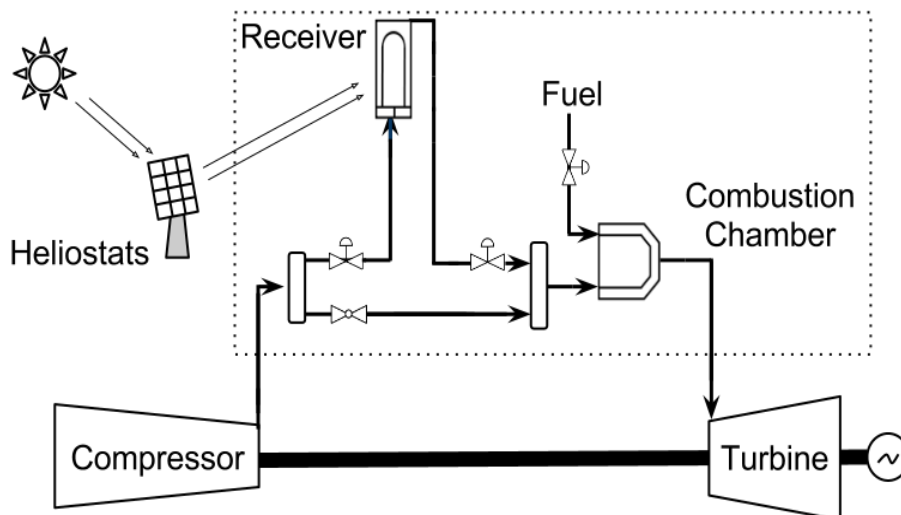 Receiver
Fuel
Combustion
Chamber
Heliostats
Compressor
Turbine
~